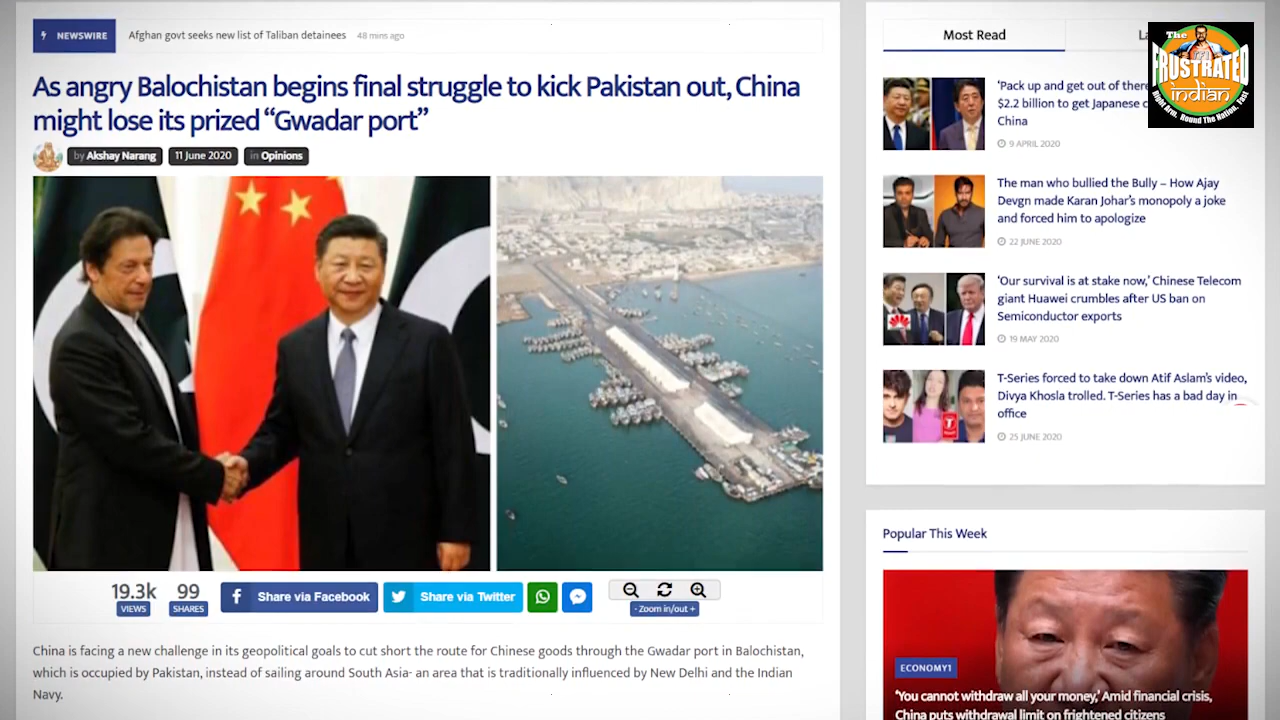 NEWSWIRE
Afghan govt seeks new list of Taliban detainees 48 mins ago
As angry Balochistan begins final struggle to kick Pakistan out, China
might lose its prized “Gwadar port”
by Akshay Narang
11 June 2020
in Opinions
19.3k
VIEWS
99
SHARES
Share via Facebook
Share via Twitter
- Zoom in/out +
China is facing a new challenge in its geopolitical goals to cut short the route for Chinese goods through the Gwadar port in Balochistan,
which is occupied by Pakistan, instead of sailing around South Asia- an area that is traditionally influenced by New Delhi and the Indian
Navy.
Most Read
The
FRUSTRATED
indian
Right Arm. Round The Nation. Fast
‘Pack up and get out of there
$2.2 billion to get Japanese c
China
9 APRIL 2020
The man who bullied the Bully – How Ajay
Devgn made Karan Johar’s monopoly a joke
and forced him to apologize
22 JUNE 2020
‘Our survival is at stake now,’ Chinese Telecom
giant Huawei crumbles after US ban on
Semiconductor exports
19 MAY 2020
T-Series forced to take down Atif Aslam’s video,
Divya Khosla trolled. T-Series has a bad day in
office
25 JUNE 2020
Popular This Week
ECONOMY1
‘You cannot withdraw all your money,’ Amid financial crisis,
China puts withdrawal limit on frightened citizens